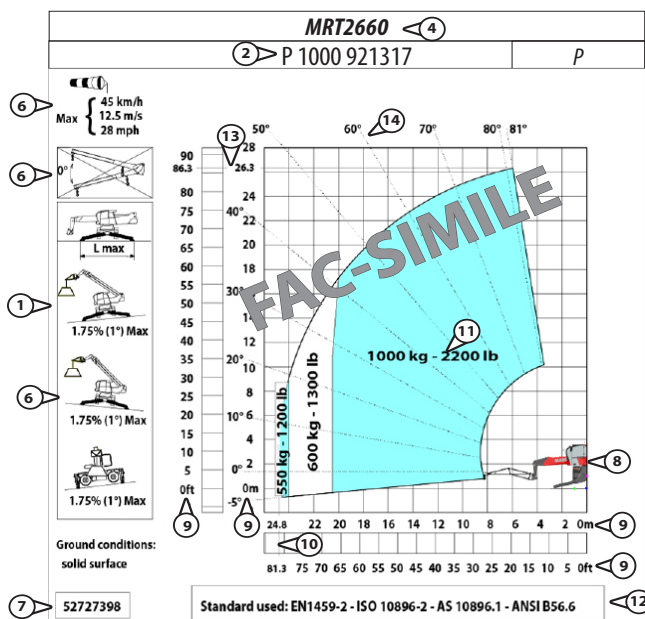 MRT2660
4
2
P 1000 921317
P
6
Max
45 km/h
12.5 m/s
28 mph
6
0°
L max
1
1.75% (1°) Max
6
1.75% (1°) Max
1.75% (1°) Max
Ground conditions:
solid surface
7
52727398
13
14
50°
60°
70°
80°
81°
40°
30°
20°
10°
0°
-5°
90
86.3
80
75
70
65
60
55
50
45
40
35
30
25
20
15
10
5
0ft
9
28
26.3
24
22
20
18
16
14
12
10
8
6
4
2
0m
9
FAC-SIMILE
11
1000 kg - 2200 lb
600 kg - 1300 lb
550 kg - 1200 lb
8
24.8 22 20 18 16 14 12 10 8 6 4 2 0m
9
10
81.3 75 70 65 60 55 50 45 40 35 30 25 20 15 10 5 0ft
9
Standard used: EN1459-2 - ISO 10896-2 - AS 10896.1 - ANSI B56.6
12